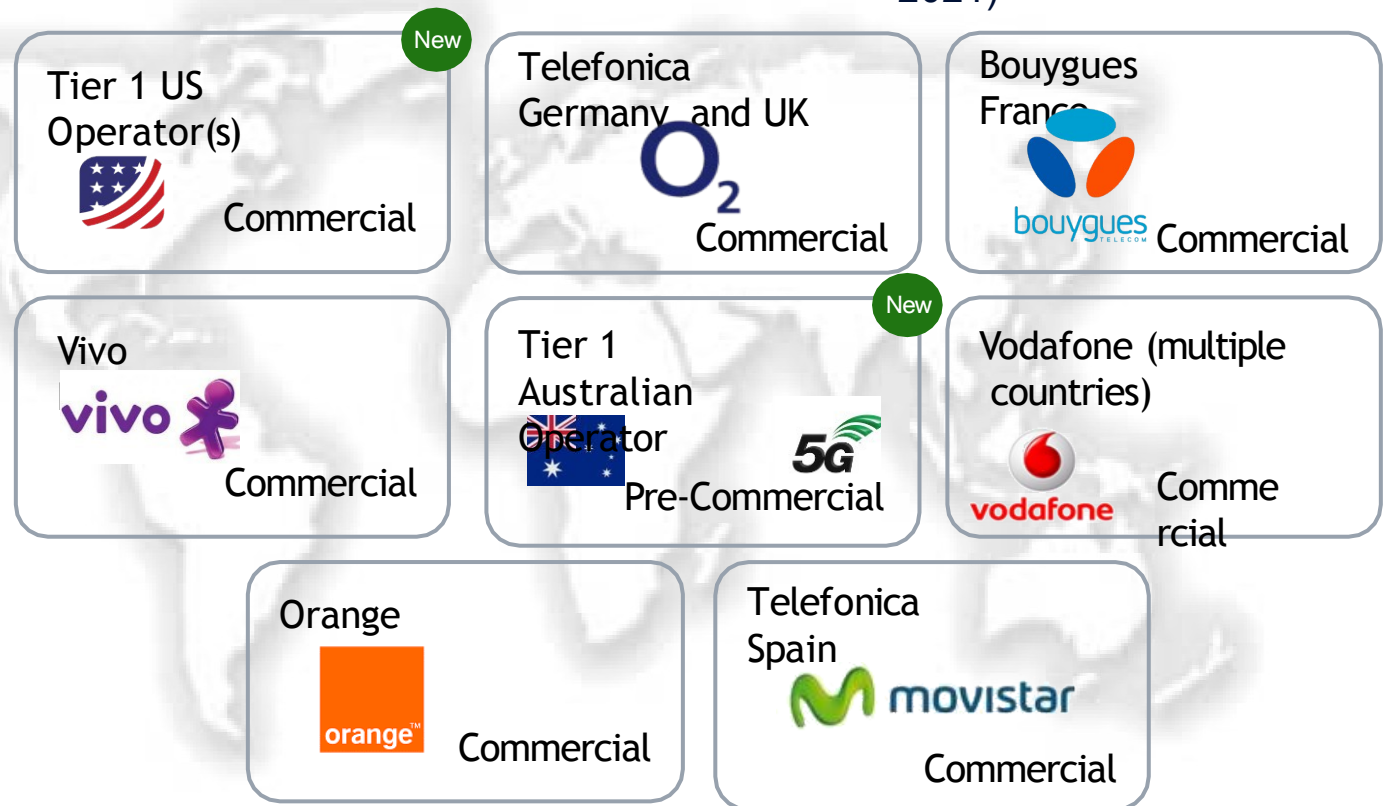 2021)
New
Tier 1 US
Operator(s)
Commercial
Telefonica
Germany and UK
O2
Commercial
Bouygues
France
bouygues
TELECOM
Commercial
Vivo
vivo
Commercial
New
Tier 1
Australian
Operator
5G
Pre-Commercial
Vodafone (multiple
countries)
vodafone
Comme
rcial
Orange
orange™
Commercial
Telefonica
Spain
movistar
Commercial